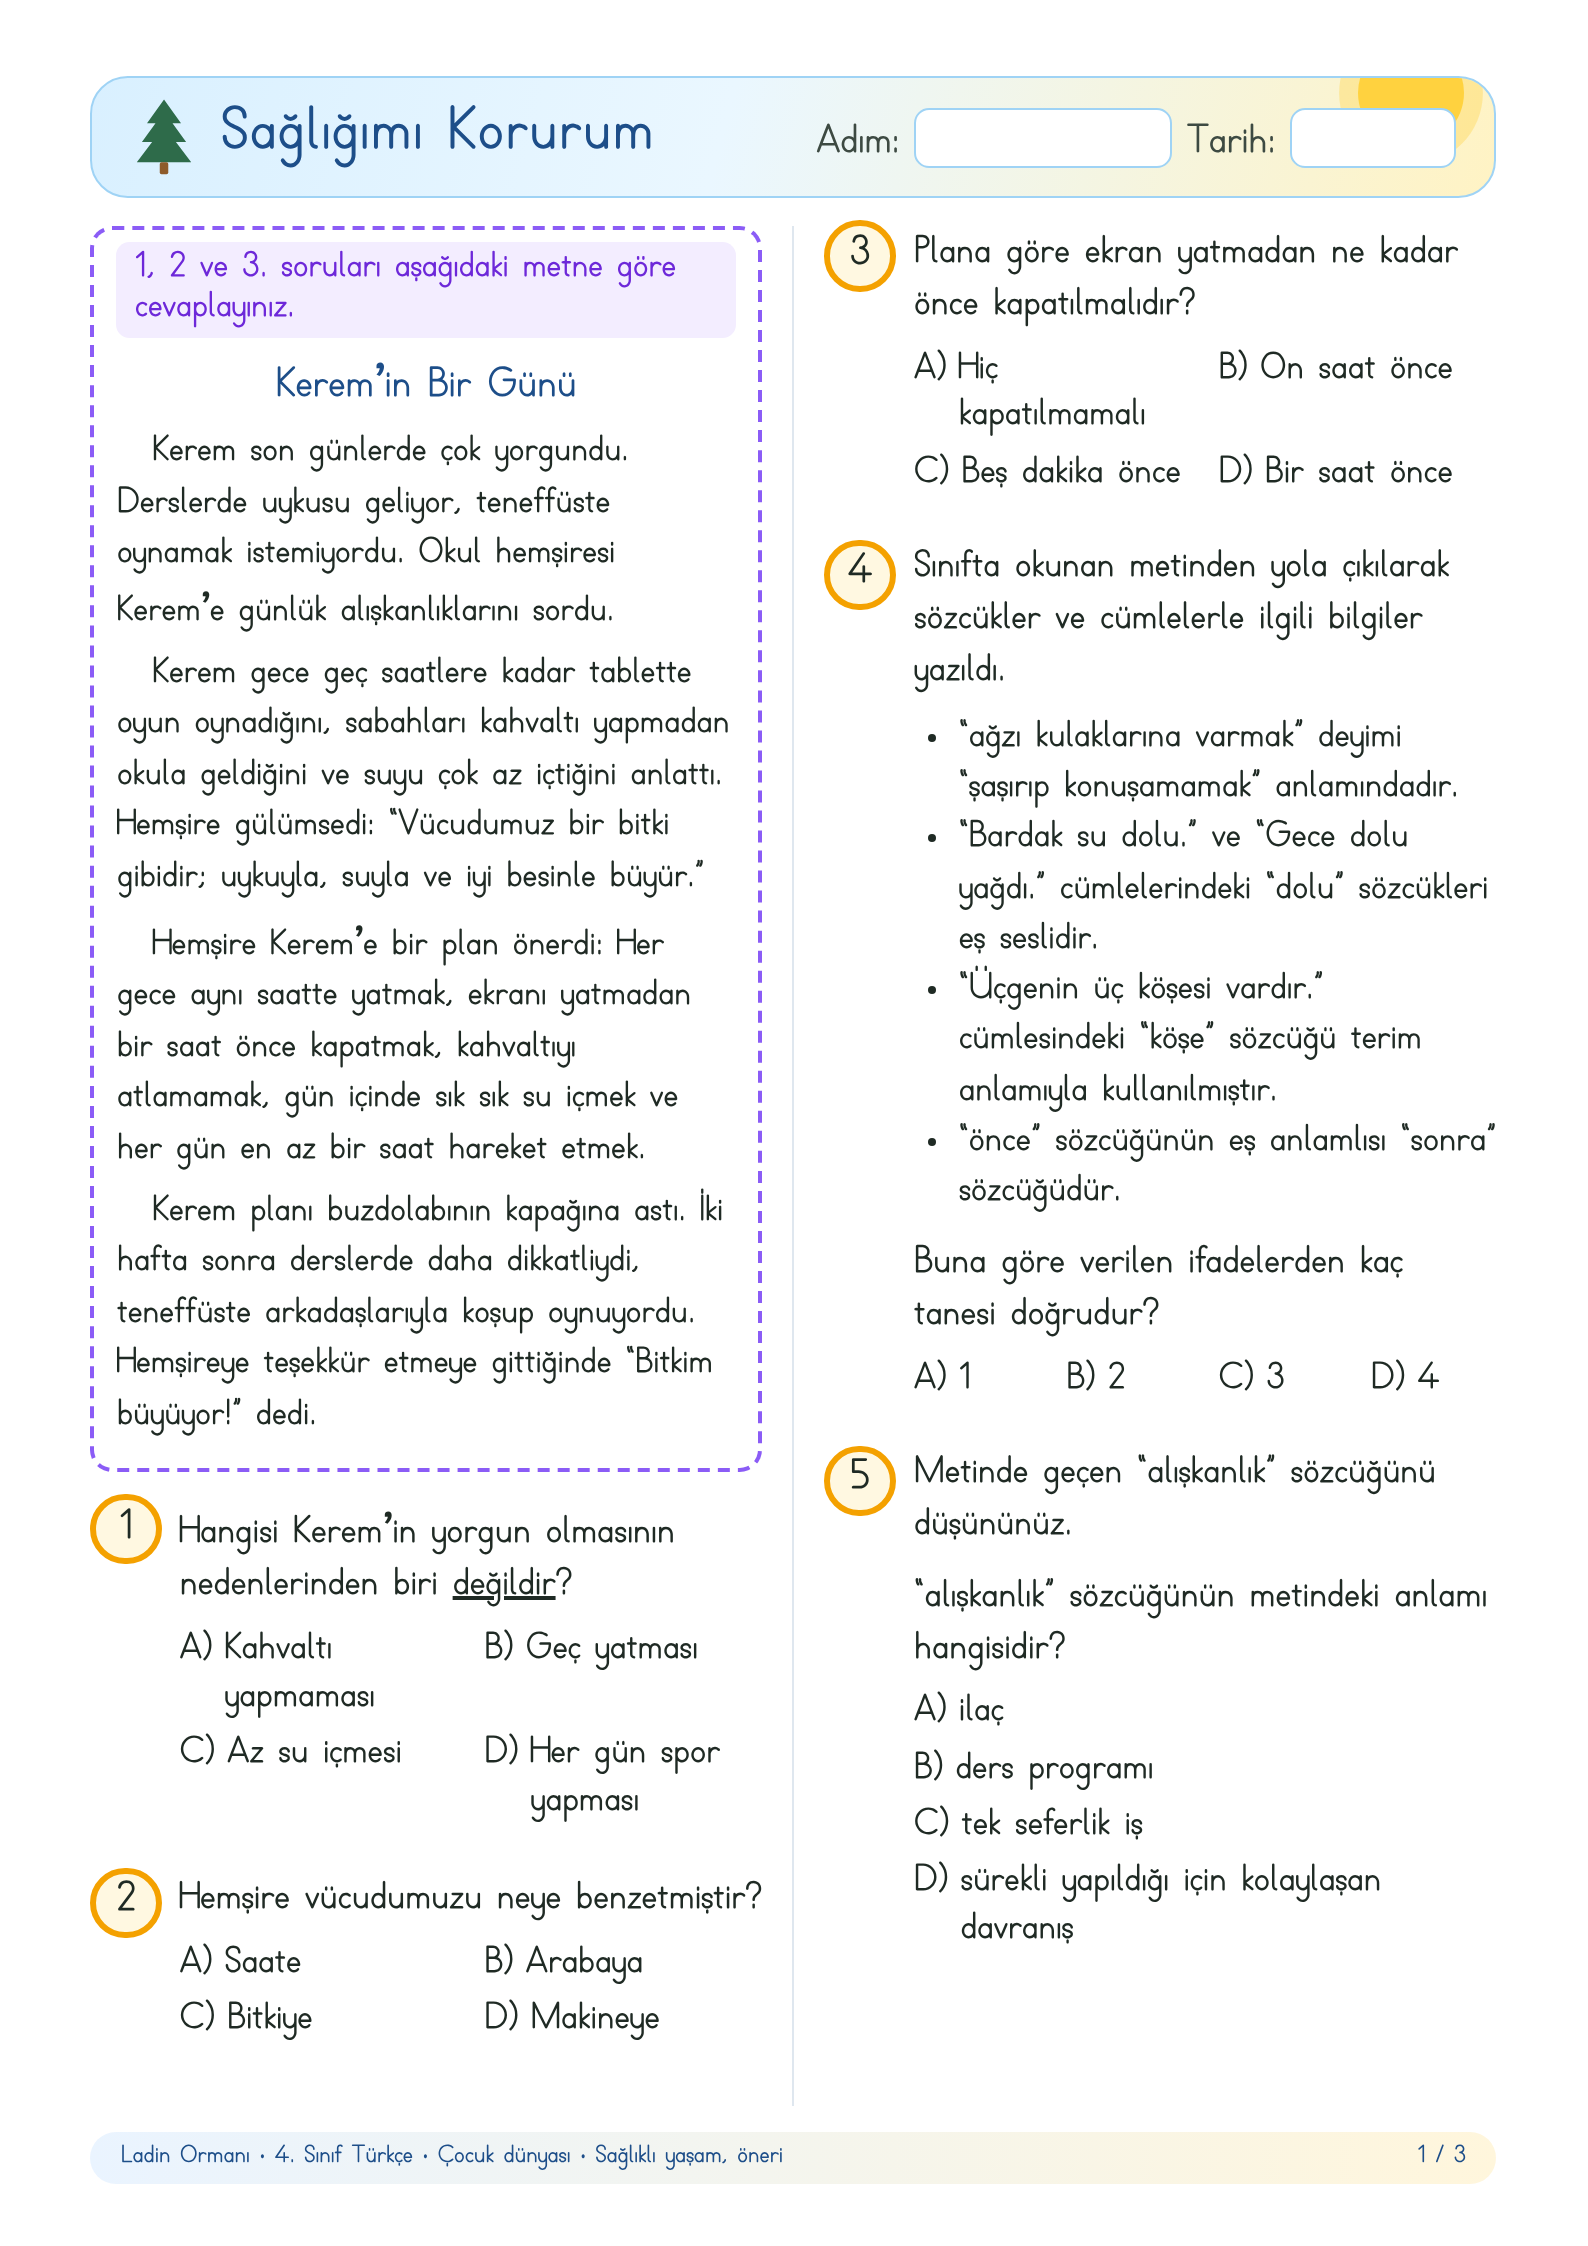 Sağlığımı Korurum
Adım:
Tarih:
1, 2 ve 3. soruları aşağıdaki metne göre
cevaplayınız.
Kerem’in Bir Günü
Kerem son günlerde çok yorgundu.
Derslerde uykusu geliyor, teneffüste
oynamak istemiyordu. Okul hemşiresi
Kerem’e günlük alışkanlıklarını sordu.
Kerem gece geç saatlere kadar tablette
oyun oynadığını, sabahları kahvaltı yapmadan
okula geldiğini ve suyu çok az içtiğini anlattı.
Hemşire gülümsedi: “Vücudumuz bir bitki
gibidir; uykuyla, suyla ve iyi besinle büyür.”
Hemşire Kerem’e bir plan önerdi: Her
gece aynı saatte yatmak, ekranı yatmadan
bir saat önce kapatmak, kahvaltıyı
atlamamak, gün içinde sık sık su içmek ve
her gün en az bir saat hareket etmek.
Kerem planı buzdolabının kapağına astı. İki
hafta sonra derslerde daha dikkatliydi,
teneffüste arkadaşlarıyla koşup oynuyordu.
Hemşireye teşekkür etmeye gittiğinde “Bitkim
büyüyor!” dedi.
1
Hangisi Kerem’in yorgun olmasının
nedenlerinden biri değildir?
A) Kahvaltı
yapmaması
B) Geç yatması
C) Az su içmesi
D) Her gün spor
yapması
2
Hemşire vücudumuzu neye benzetmiştir?
A) Saate
B) Arabaya
C) Bitkiye
D) Makineye
3
Plana göre ekran yatmadan ne kadar
önce kapatılmalıdır?
A) Hiç
kapatılmamalı
B) On saat önce
C) Beş dakika önce
D) Bir saat önce
4
Sınıfta okunan metinden yola çıkılarak
sözcükler ve cümlelerle ilgili bilgiler
yazıldı.
• “ağzı kulaklarına varmak” deyimi
“şaşırıp konuşamamak” anlamındadır.
• “Bardak su dolu.” ve “Gece dolu
yağdı.” cümlelerindeki “dolu” sözcükleri
eş seslidir.
• “Üçgenin üç köşesi vardır.”
cümlesindeki “köşe” sözcüğü terim
anlamıyla kullanılmıştır.
• “önce” sözcüğünün eş anlamlısı “sonra”
sözcüğüdür.
Buna göre verilen ifadelerden kaç
tanesi doğrudur?
A) 1
B) 2
C) 3
D) 4
5
Metinde geçen “alışkanlık” sözcüğünü
düşününüz.
“alışkanlık” sözcüğünün metindeki anlamı
hangisidir?
A) ilaç
B) ders programı
C) tek seferlik iş
D) sürekli yapıldığı için kolaylaşan
davranış
Ladin Ormanı • 4. Sınıf Türkçe • Çocuk dünyası • Sağlıklı yaşam, öneri
1 / 3